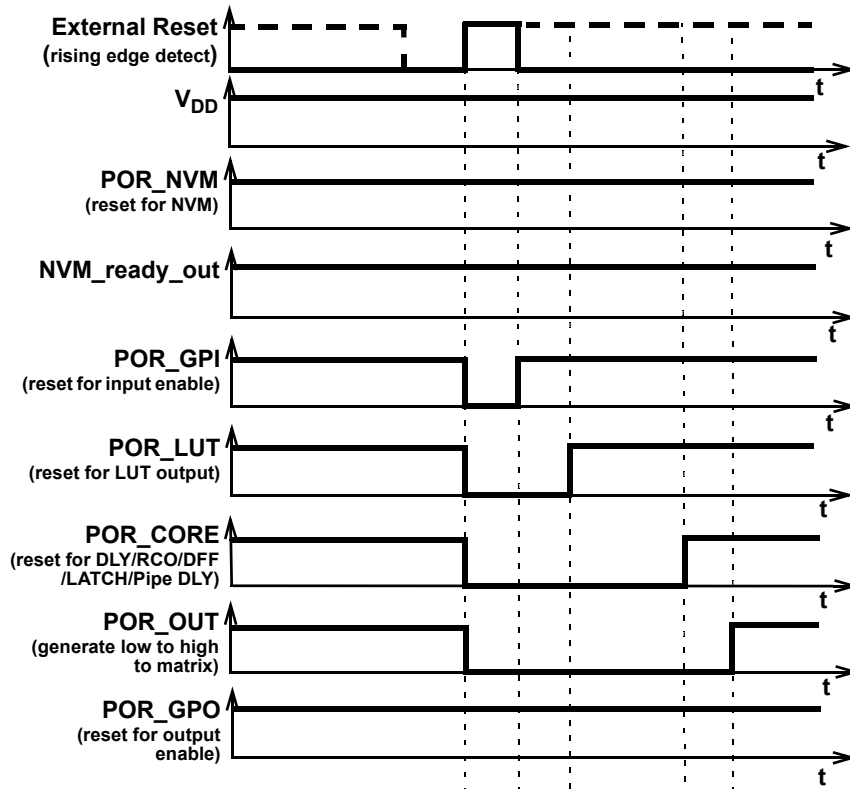 External Reset
(rising edge detect)
t
VDD
t
POR_NVM
(reset for NVM)
t
NVM_ready_out
t
POR_GPI
(reset for input enable)
t
POR_LUT
(reset for LUT output)
t
POR_CORE
(reset for DLY/RCO/DFF
/LATCH/Pipe DLY)
t
POR_OUT
(generate low to high
to matrix)
t
POR_GPO
(reset for output
enable)
t